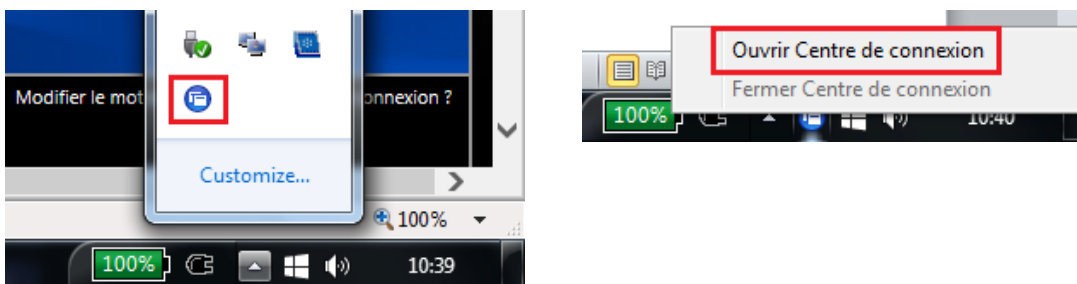 Modifier le mot
onnexion ?
Customize...
100%
100%
10:39
Ouvrir Centre de connexion
Fermer Centre de connexion
100%
10:40